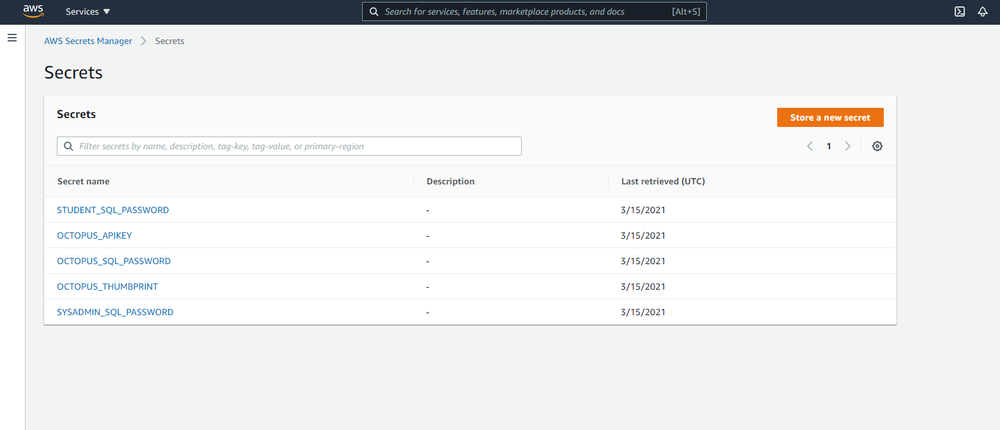 aws Services Search for services, features, marketplace products, and docs [Alt+S]
AWS Secrets Manager Secrets
Secrets
Secrets
Store a new secret
Filter secrets by name, description, tag-key, tag-value, or primary-region 1
Secret name Description Last retrieved (UTC)
STUDENT_SQL_PASSWORD - 3/15/2021
OCTOPUS_APIKEY - 3/15/2021
OCTOPUS_SQL_PASSWORD - 3/15/2021
OCTOPUS_THUMBPRINT - 3/15/2021
SYSADMIN_SQL_PASSWORD - 3/15/2021